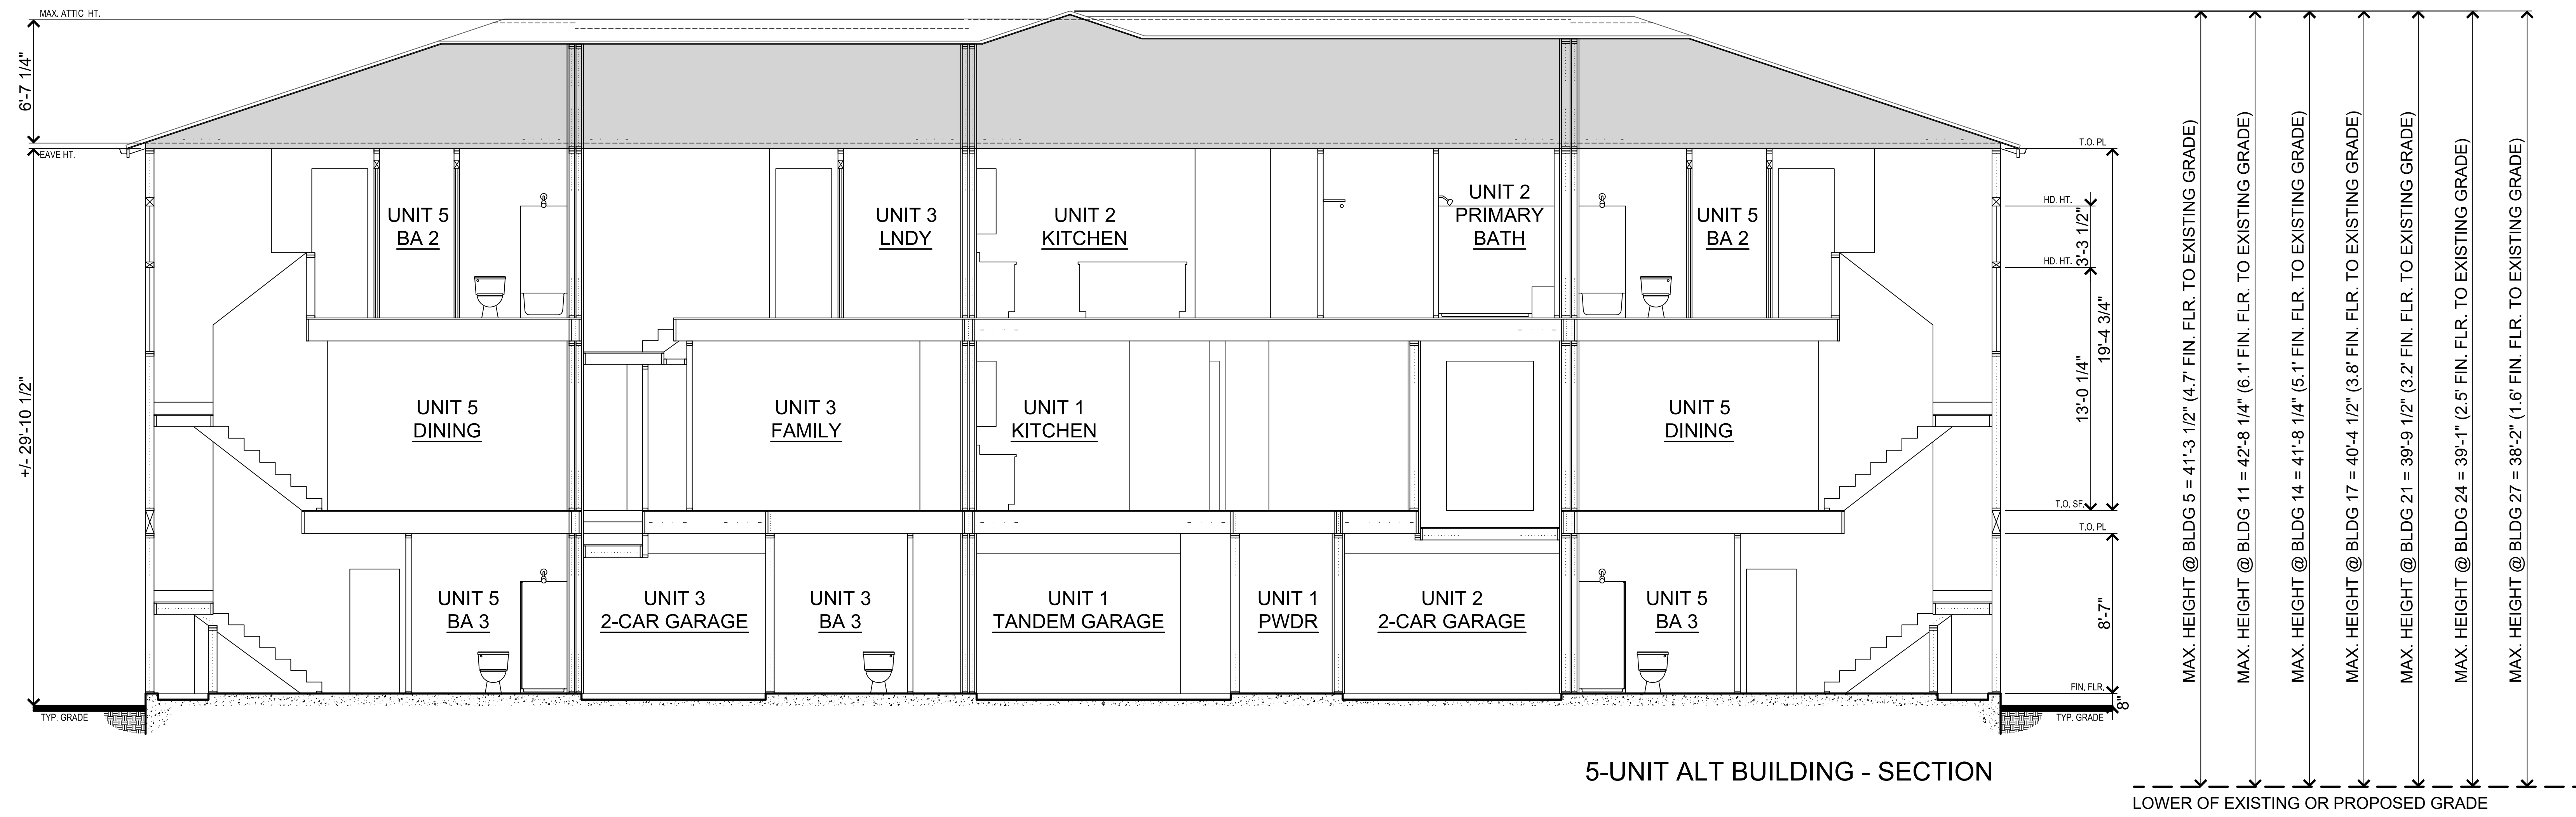 MAX. ATTIC HT.
6'-7 1/4"
EAVE HT.
+/- 29'-10 1/2"
TYP. GRADE
UNIT 5
BA 2
UNIT 3
LNDY
UNIT 2
KITCHEN
UNIT 2
PRIMARY
BATH
UNIT 5
BA 2
UNIT 5
DINING
UNIT 3
FAMILY
UNIT 1
KITCHEN
UNIT 5
DINING
UNIT 5
BA 3
UNIT 3
2-CAR GARAGE
UNIT 3
BA 3
UNIT 1
TANDEM GARAGE
UNIT 1
PWDR
UNIT 2
2-CAR GARAGE
UNIT 5
BA 3
T.O. PL
HD. HT.
3'-3 1/2"
HD. HT.
13'-0 1/4"
19'-4 3/4"
T.O. SF.
T.O. PL
8'-7"
FIN. FLR.
8"
TYP. GRADE
MAX. HEIGHT @ BLDG 5 = 41'-3 1/2" (4.7' FIN. FLR. TO EXISTING GRADE)
MAX. HEIGHT @ BLDG 11 = 42'-8 1/4" (6.1' FIN. FLR. TO EXISTING GRADE)
MAX. HEIGHT @ BLDG 14 = 41'-8 1/4" (5.1' FIN. FLR. TO EXISTING GRADE)
MAX. HEIGHT @ BLDG 17 = 40'-4 1/2" (3.8' FIN. FLR. TO EXISTING GRADE)
MAX. HEIGHT @ BLDG 21 = 39'-9 1/2" (3.2' FIN. FLR. TO EXISTING GRADE)
MAX. HEIGHT @ BLDG 24 = 39'-1" (2.5' FIN. FLR. TO EXISTING GRADE)
MAX. HEIGHT @ BLDG 27 = 38'-2" (1.6' FIN. FLR. TO EXISTING GRADE)
5-UNIT ALT BUILDING - SECTION
LOWER OF EXISTING OR PROPOSED GRADE